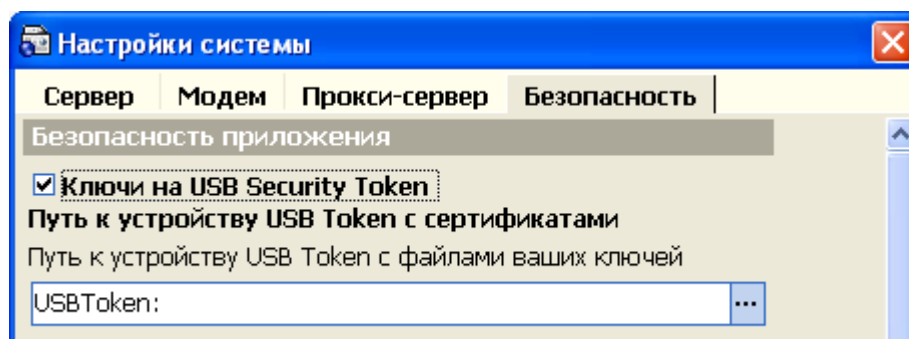 Настройки системы
Сервер Модем Прокси-сервер Безопасность
Безопасность приложения
Ключи на USB Security Token
Путь к устройству USB Token с сертификатами
Путь к устройству USB Token с файлами ваших ключей
USBToken: ...